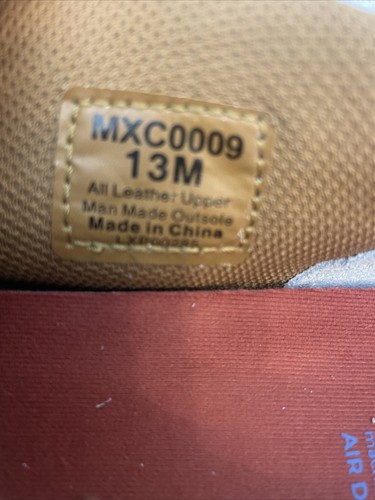 MXC0009
13M
All Leather Upper
Man Made Outsole
Made in China
AIR D